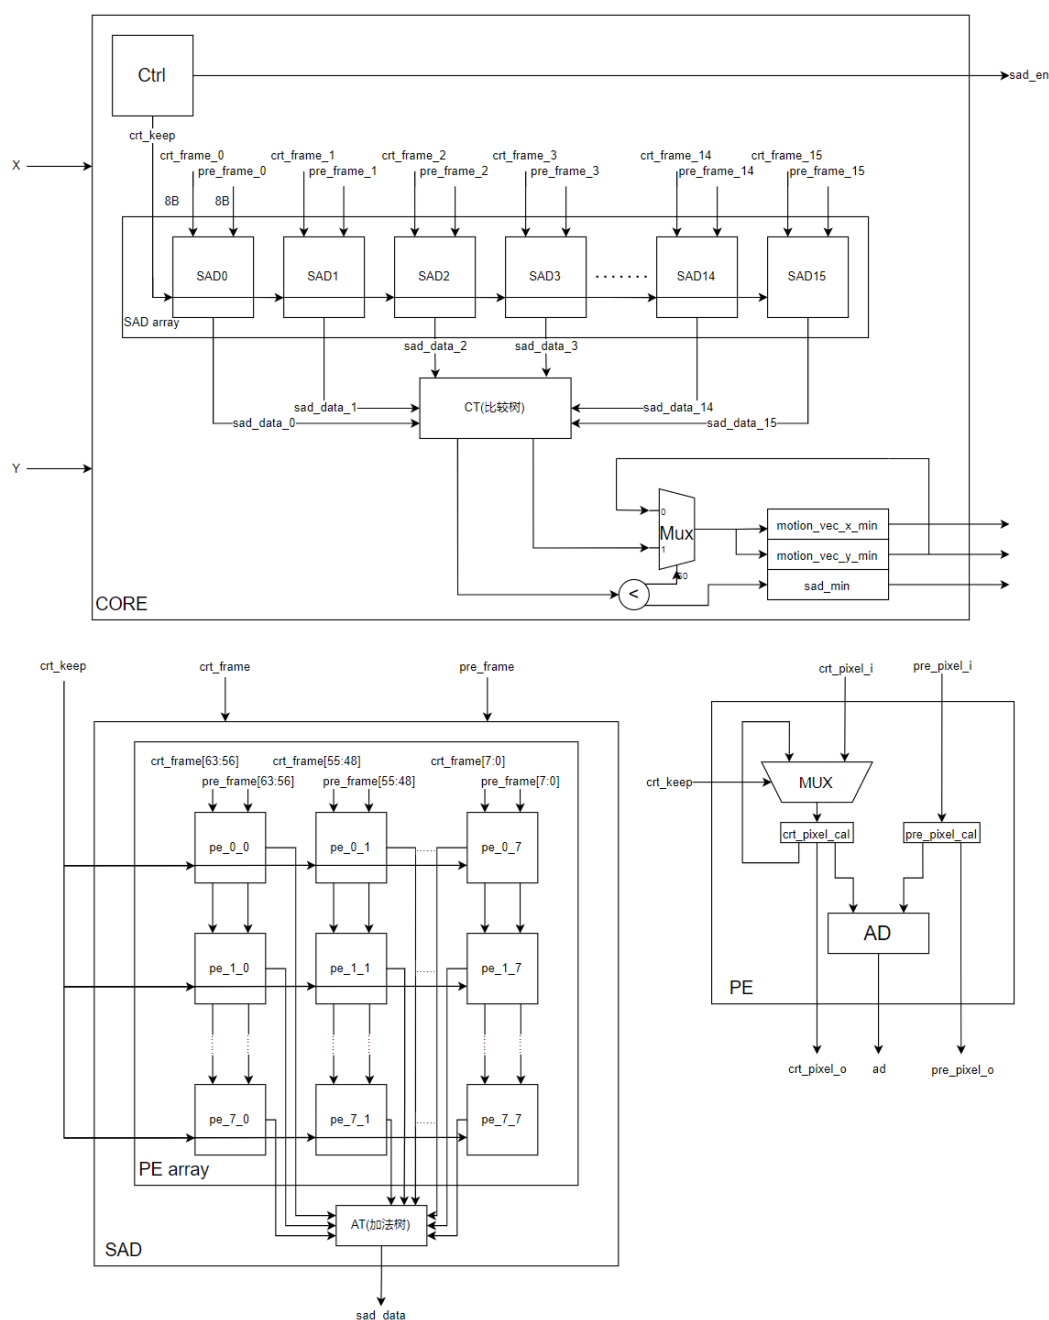 Ctrl
sad_en
crt_keep
X
crt_frame_0
crt_frame_1
crt_frame_2
crt_frame_3
crt_frame_14
crt_frame_15
pre_frame_0
pre_frame_1
pre_frame_2
pre_frame_3
pre_frame_14
pre_frame_15
8B
8B
SAD0
SAD1
SAD2
SAD3
.......
SAD14
SAD15
SAD array
sad_data_2
sad_data_3
sad_data_1
CT(比较树)
sad_data_14
sad_data_0
sad_data_15
Y
0
Mux
1
motion_vec_x_min
motion_vec_y_min
sad_min
<
CORE
crt_keep
crt_frame
pre_frame
crt_frame[63:56]
crt_frame[55:48]
crt_frame[7:0]
pre_frame[63:56]
pre_frame[55:48]
pre_frame[7:0]
pe_0_0
pe_0_1
......
pe_0_7
pe_1_0
pe_1_1
......
pe_1_7
pe_7_0
pe_7_1
......
pe_7_7
PE array
AT(加法树)
SAD
sad_data
crt_pixel_i
pre_pixel_i
crt_keep
MUX
crt_pixel_cal
pre_pixel_cal
AD
PE
crt_pixel_o
ad
pre_pixel_o